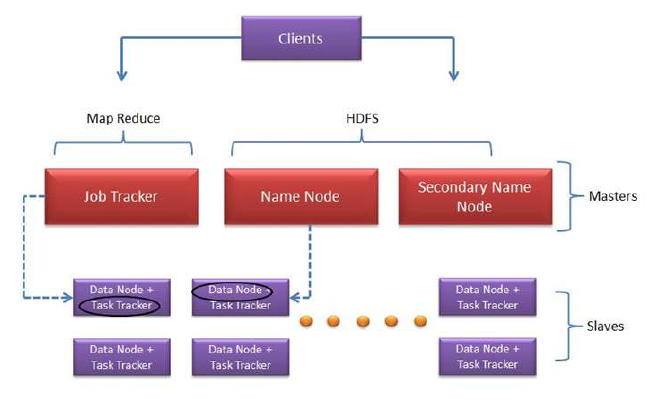 Clients
Map Reduce
HDFS
Job Tracker
Name Node
Secondary Name
Node
Masters
Data Node +
Task Tracker
Data Node +
Task Tracker
Data Node +
Task Tracker
Slaves
Data Node +
Task Tracker
Data Node +
Task Tracker
Data Node +
Task Tracker